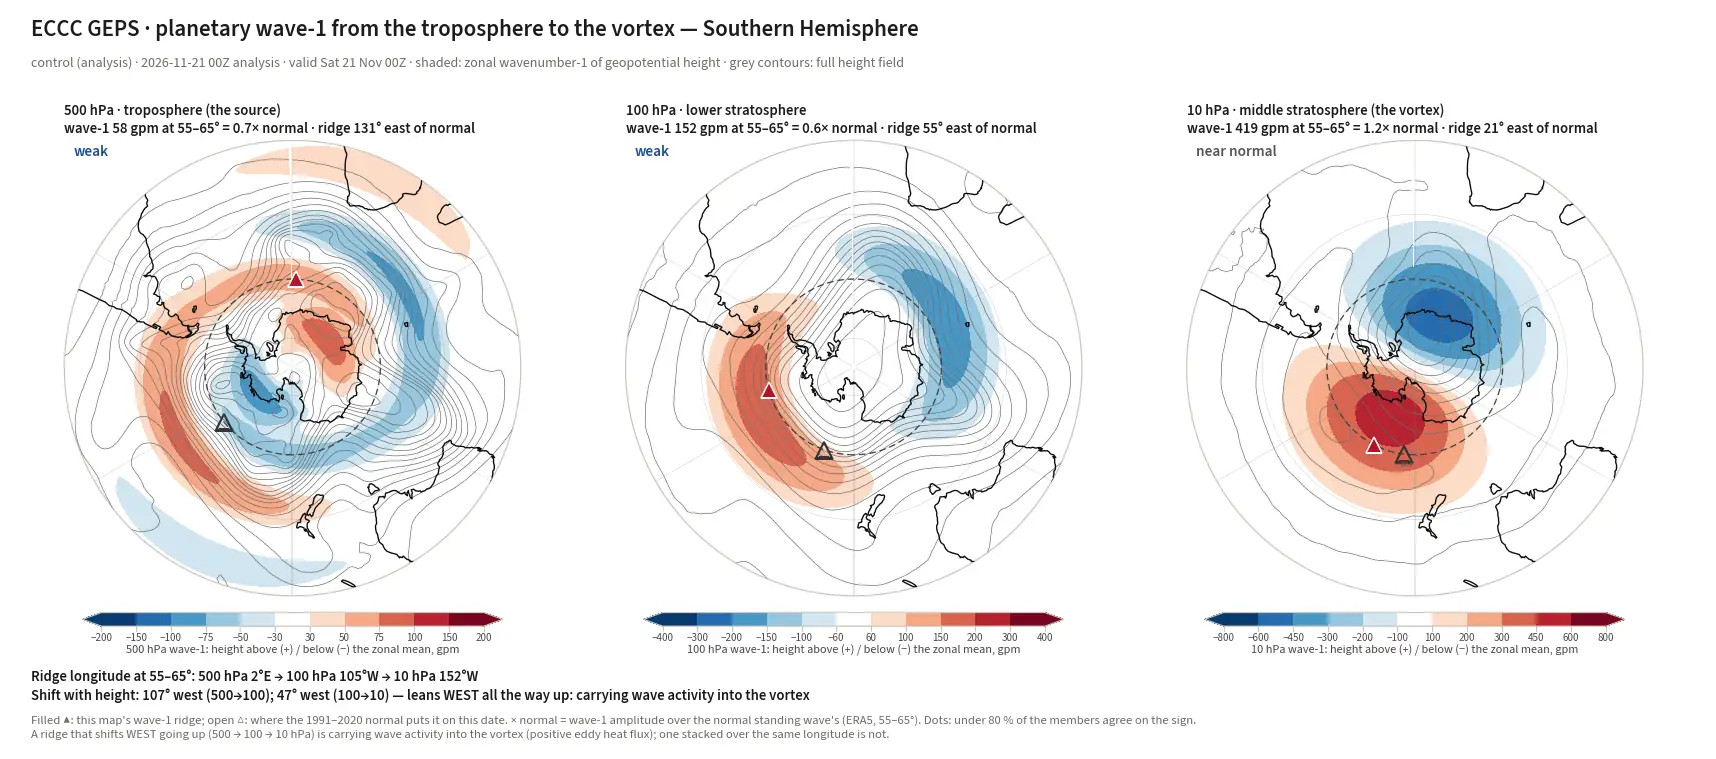 ECCC GEPS · planetary wave-1 from the troposphere to the vortex — Southern Hemisphere
control (analysis) · 2026-11-21 00Z analysis · valid Sat 21 Nov 00Z · shaded: zonal wavenumber-1 of geopotential height · grey contours: full height field
500 hPa · troposphere (the source)
wave-1 58 gpm at 55–65° = 0.7× normal · ridge 131° east of normal
weak
100 hPa · lower stratosphere
wave-1 152 gpm at 55–65° = 0.6× normal · ridge 55° east of normal
weak
10 hPa · middle stratosphere (the vortex)
wave-1 419 gpm at 55–65° = 1.2× normal · ridge 21° east of normal
near normal
−200 −150 −100 −75 −50 −30 30 50 75 100 150 200
500 hPa wave-1: height above (+) / below (−) the zonal mean, gpm
−400 −300 −200 −150 −100 −60 60 100 150 200 300 400
100 hPa wave-1: height above (+) / below (−) the zonal mean, gpm
−800 −600 −450 −300 −200 −100 100 200 300 450 600 800
10 hPa wave-1: height above (+) / below (−) the zonal mean, gpm
Ridge longitude at 55–65°: 500 hPa 2°E → 100 hPa 105°W → 10 hPa 152°W
Shift with height: 107° west (500→100); 47° west (100→10) — leans WEST all the way up: carrying wave activity into the vortex
Filled ▲: this map's wave-1 ridge; open △: where the 1991–2020 normal puts it on this date. × normal = wave-1 amplitude over the normal standing wave's (ERA5, 55–65°). Dots: under 80 % of the members agree on the sign.
A ridge that shifts WEST going up (500 → 100 → 10 hPa) is carrying wave activity into the vortex (positive eddy heat flux); one stacked over the same longitude is not.